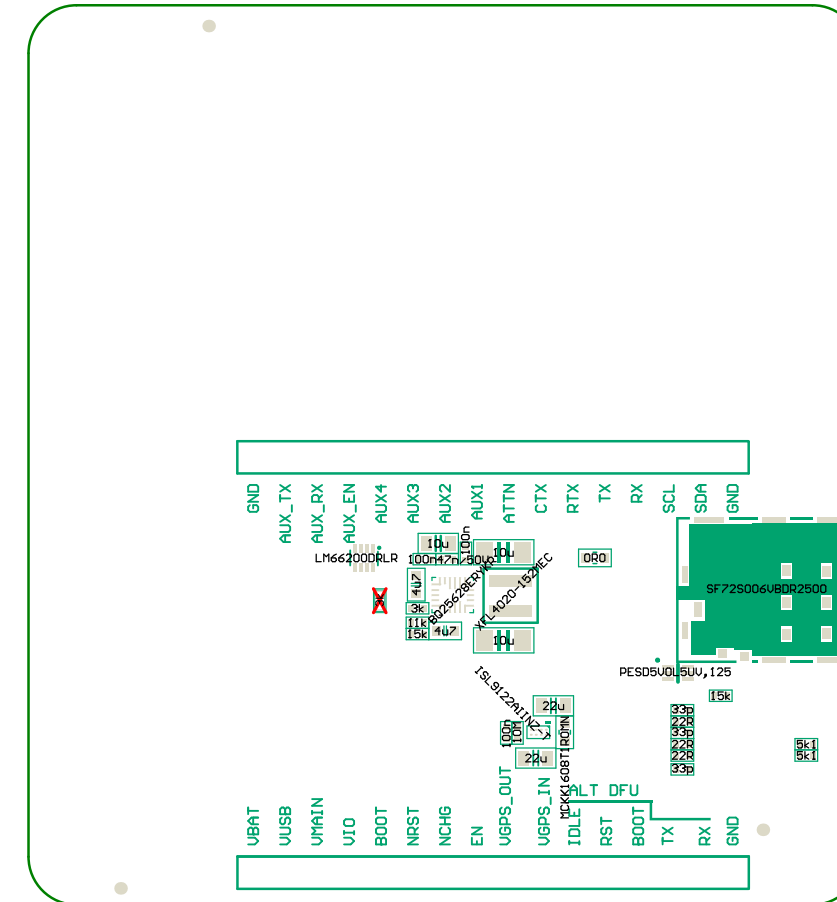 GND AUX_TX AUX_RX AUX_EN AUX4 AUX3 AUX2 AUX1 ATTN CTX RTX TX RX SCL SDA GND
10u
100n
10u
LM66200DRLR
100n
47n/50V
0R0
4u7
BQ25628ERYKR
XFL4020-152MEC
SF72S006VBDR2500
3k
11k
15k
4u7
10u
PESD5V0L5UV,125
ISL9122AIINZ-T
15k
22u
33p
100n
10M
MCKK1608T1R0MN
22R
33p
22R
5k1
22u
22R
5k1
33p
ALT DFU
VBAT VUSB VMAIN VIO BOOT NRST NCHG EN VGPS_OUT VGPS_IN IDLE RST BOOT TX RX GND